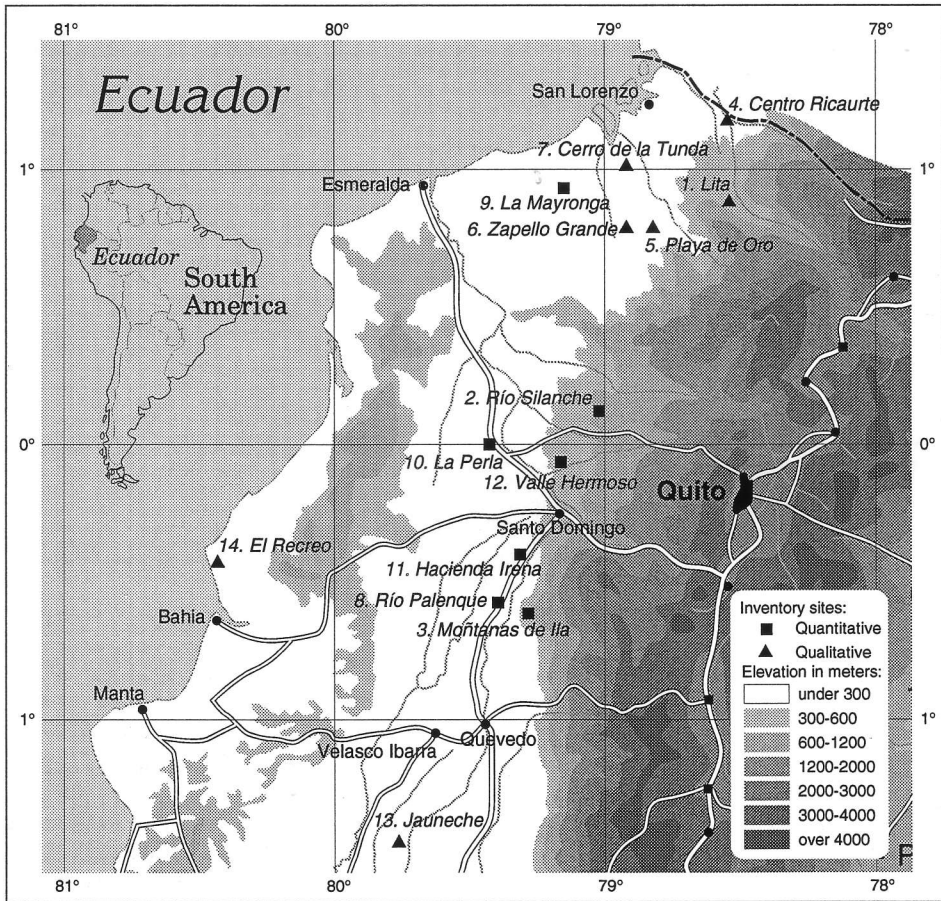 81°
80°
79°
78°
Ecuador
San Lorenzo
4. Centro Ricaurte
7. Cerro de la Tunda
1°
1°
Esmeralda
1. Lita
9. La Mayronga
6. Zapello Grande
5. Playa de Oro
Ecuador
South
America
2. Río Silanche
0°
0°
10. La Perla
12. Valle Hermoso
Quito
Santo Domingo
14. El Recreo
11. Hacienda Irena
8. Río Palenque
Bahia
3. Montanas de Ila
Inventory sites:
Quantitative
Qualitative
Elevation in meters:
under 300
300-600
600-1200
1200-2000
2000-3000
3000-4000
over 4000
Manta
1°
1°
Velasco Ibarra
Quevedo
13. Jauneche
81°
80°
79°
78°